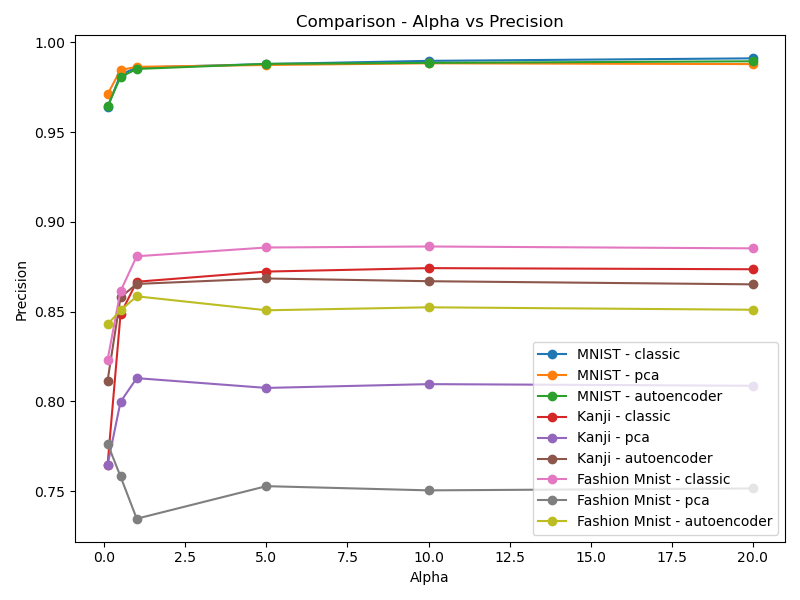 Comparison - Alpha vs Precision
1.00
0.95
0.90
0.85
0.80
0.75
Precision
0.0 2.5 5.0 7.5 10.0 12.5 15.0 17.5 20.0
Alpha
MNIST - classic
MNIST - pca
MNIST - autoencoder
Kanji - classic
Kanji - pca
Kanji - autoencoder
Fashion Mnist - classic
Fashion Mnist - pca
Fashion Mnist - autoencoder